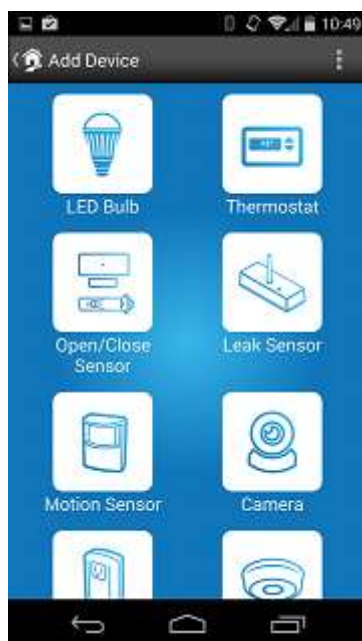 10:49
Add Device
LED Bulb
Thermostat
Open/Close
Sensor
Leak Sensor
Motion Sensor
Camera